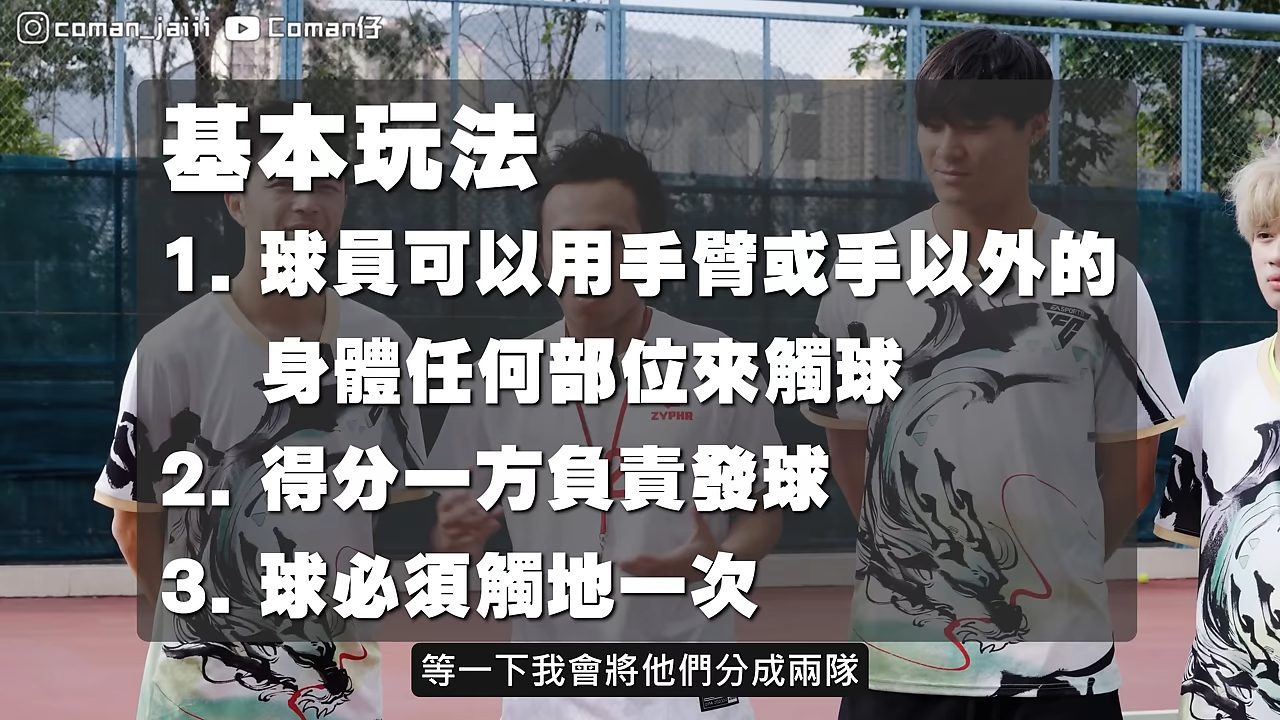 coman_jaiii Coman仔
基本玩法
1. 球員可以用手臂或手以外的
身體任何部位來觸球
2. 得分一方負責發球
3. 球必須觸地一次
ZYPHR
等一下我會將他們分成兩隊